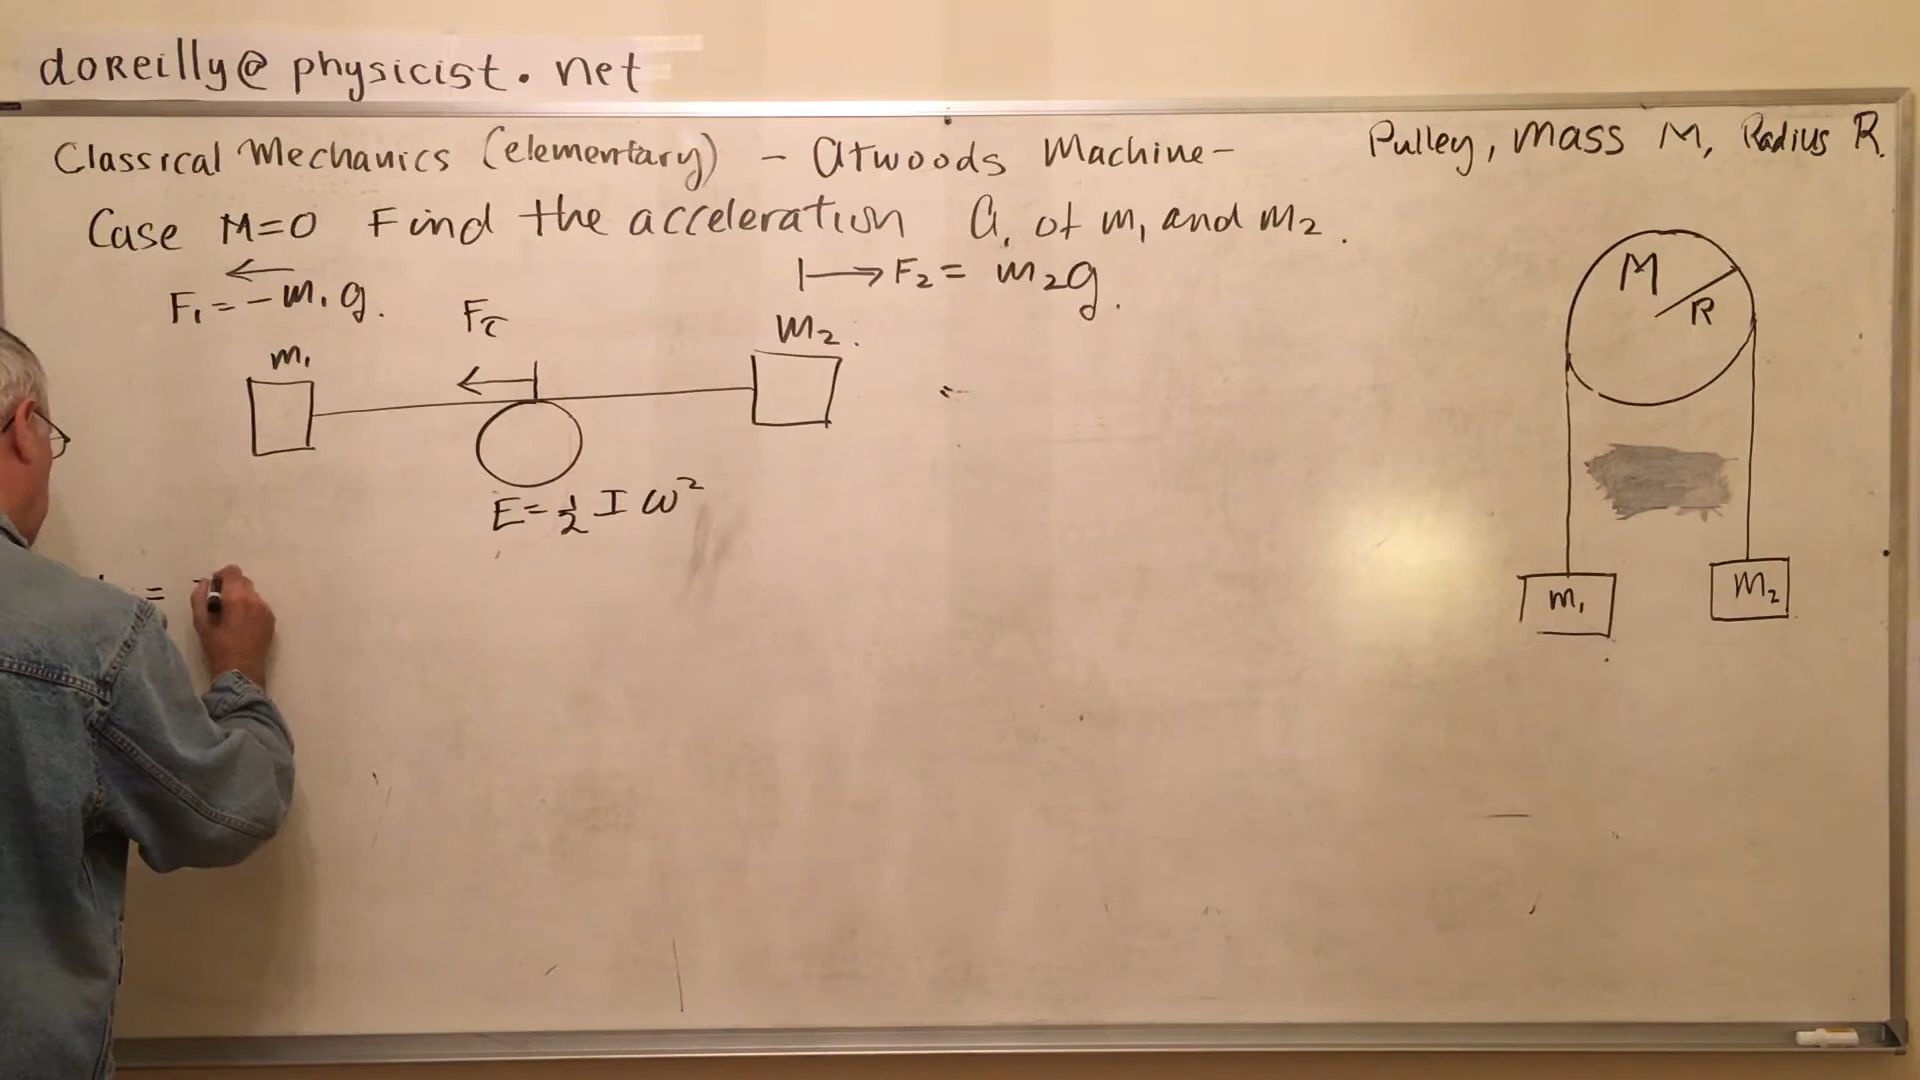 doReilly@physicist.net
Classical Mechanics (elementary) - Atwoods Machine-
Pulley, mass M, Radius R.
Case M=0 Find the acceleration a, of m₁ and m₂.
F₁ = -m₁g.
F₂ = m₂g.
Fτ
m₁
m₂.
E = ½ I ω²
=
M
R
m₁
m₂